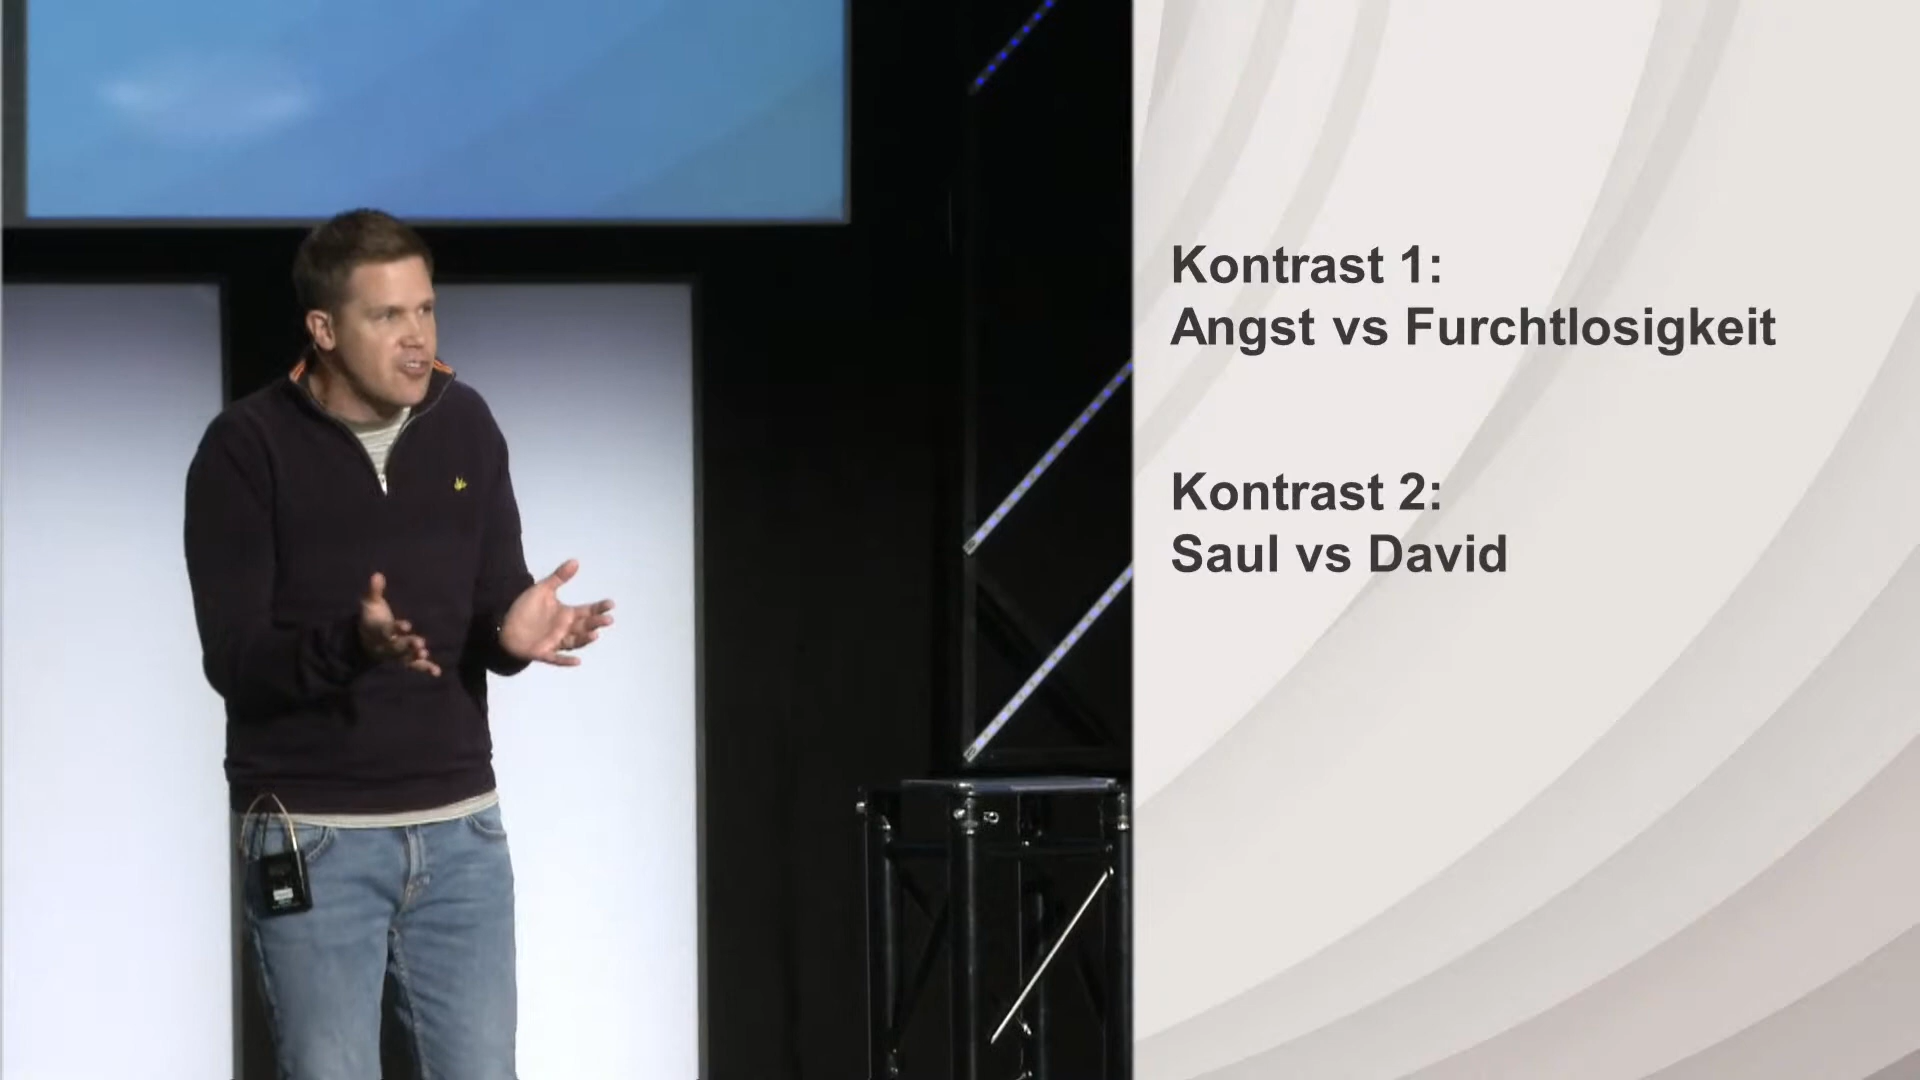 Kontrast 1:
Angst vs Furchtlosigkeit
Kontrast 2:
Saul vs David